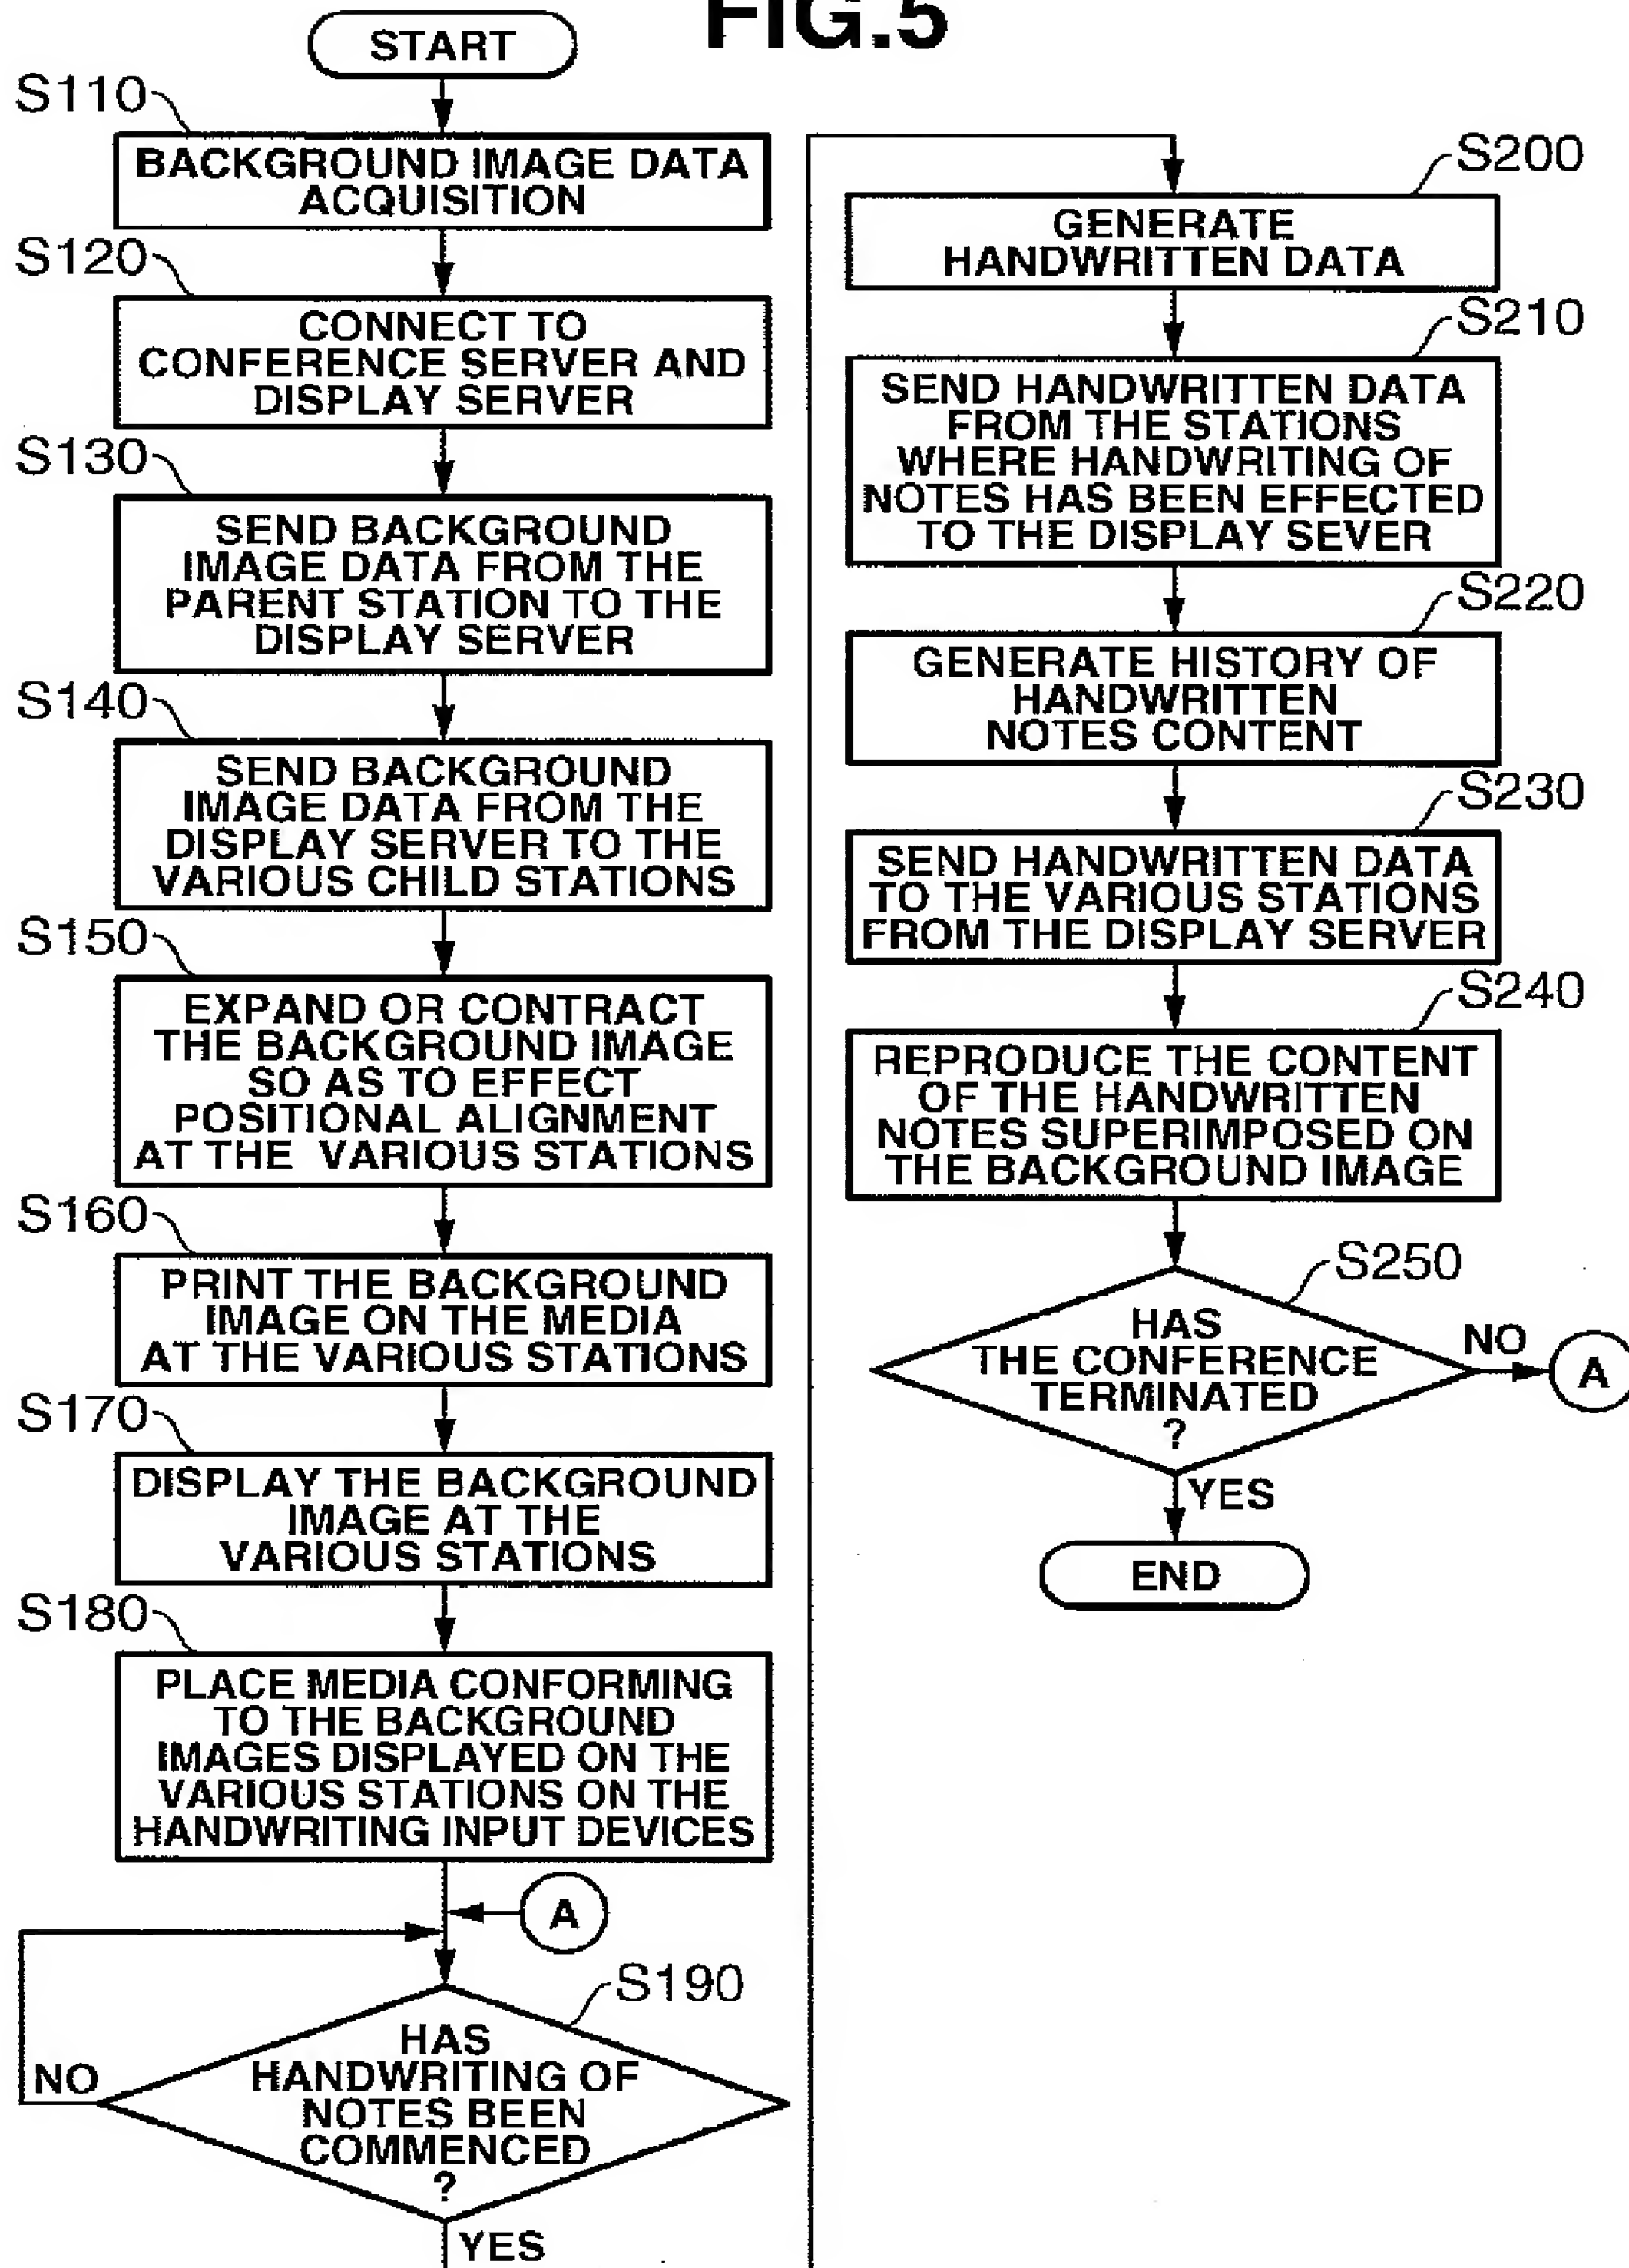 FIG.5
START
S110
BACKGROUND IMAGE DATA
ACQUISITION
S120
CONNECT TO
CONFERENCE SERVER AND
DISPLAY SERVER
S130
SEND BACKGROUND
IMAGE DATA FROM THE
PARENT STATION TO THE
DISPLAY SERVER
S140
SEND BACKGROUND
IMAGE DATA FROM THE
DISPLAY SERVER TO THE
VARIOUS CHILD STATIONS
S150
EXPAND OR CONTRACT
THE BACKGROUND IMAGE
SO AS TO EFFECT
POSITIONAL ALIGNMENT
AT THE VARIOUS STATIONS
S160
PRINT THE BACKGROUND
IMAGE ON THE MEDIA
AT THE VARIOUS STATIONS
S170
DISPLAY THE BACKGROUND
IMAGE AT THE
VARIOUS STATIONS
S180
PLACE MEDIA CONFORMING
TO THE BACKGROUND
IMAGES DISPLAYED ON THE
VARIOUS STATIONS ON THE
HANDWRITING INPUT DEVICES
A
S190
HAS
HANDWRITING OF
NOTES BEEN
COMMENCED
?
NO
YES
S200
GENERATE
HANDWRITTEN DATA
S210
SEND HANDWRITTEN DATA
FROM THE STATIONS
WHERE HANDWRITING OF
NOTES HAS BEEN EFFECTED
TO THE DISPLAY SEVER
S220
GENERATE HISTORY OF
HANDWRITTEN
NOTES CONTENT
S230
SEND HANDWRITTEN DATA
TO THE VARIOUS STATIONS
FROM THE DISPLAY SERVER
S240
REPRODUCE THE CONTENT
OF THE HANDWRITTEN
NOTES SUPERIMPOSED ON
THE BACKGROUND IMAGE
S250
HAS
THE CONFERENCE
TERMINATED
?
NO
A
YES
END